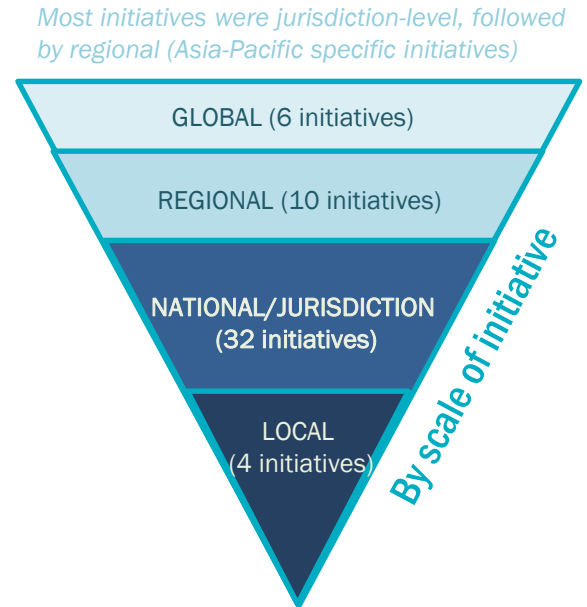 Most initiatives were jurisdiction-level, followed
by regional (Asia-Pacific specific initiatives)
GLOBAL (6 initiatives)
REGIONAL (10 initiatives)
NATIONAL/JURISDICTION
(32 initiatives)
LOCAL
(4 initiatives)
By scale of initiative